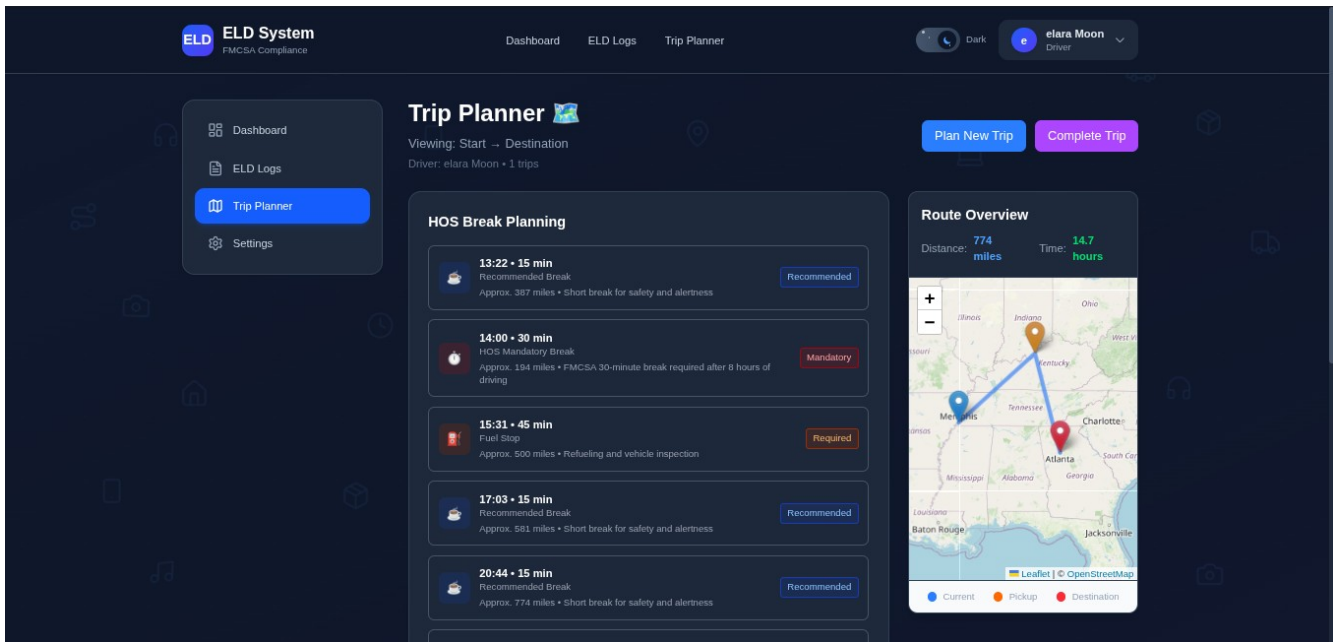 ELD
ELD System
FMCSA Compliance
Dashboard
ELD Logs
Trip Planner
Dark
e
elara Moon
Driver
Dashboard
ELD Logs
Trip Planner
Settings
Trip Planner
Viewing: Start → Destination
Driver: elara Moon • 1 trips
Plan New Trip
Complete Trip
HOS Break Planning
13:22 • 15 min
Recommended Break
Approx. 387 miles • Short break for safety and alertness
Recommended
14:00 • 30 min
HOS Mandatory Break
Approx. 194 miles • FMCSA 30-minute break required after 8 hours of
driving
Mandatory
15:31 • 45 min
Fuel Stop
Approx. 500 miles • Refueling and vehicle inspection
Required
17:03 • 15 min
Recommended Break
Approx. 581 miles • Short break for safety and alertness
Recommended
20:44 • 15 min
Recommended Break
Approx. 774 miles • Short break for safety and alertness
Recommended
Route Overview
Distance: 774
miles
Time: 14.7
hours
+
−
Ohio
Illinois
Indiana
West Vi
ssouri
Kentucky
Tennessee
Memphis
Charlotte
ansas
Atlanta
South Car
Mississippi
Alabama
Georgia
Louisiana
Baton Rouge
Jacksonville
Leaflet | © OpenStreetMap
Current
Pickup
Destination